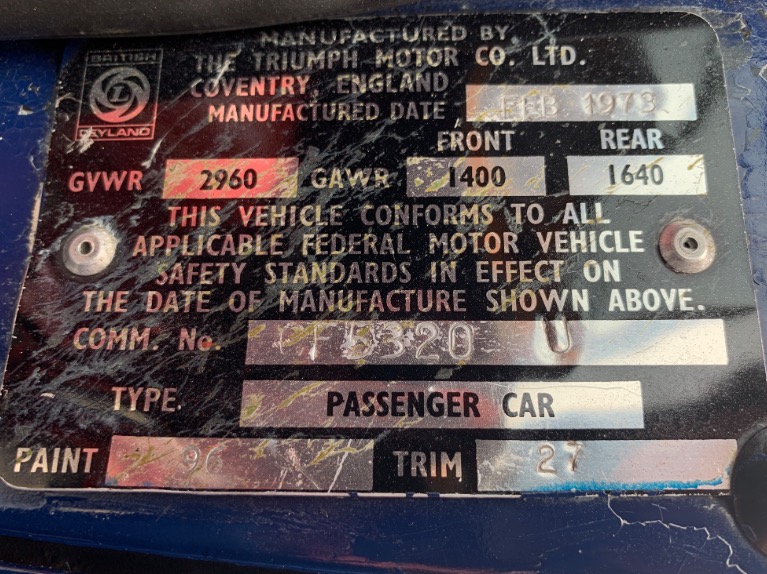 MANUFACTURED BY
THE TRIUMPH MOTOR CO. LTD.
BRITISH
LEYLAND
COVENTRY, ENGLAND
MANUFACTURED DATE FEB 1973
FRONT REAR
GVWR 2960 GAWR 1400 1640
THIS VEHICLE CONFORMS TO ALL
APPLICABLE FEDERAL MOTOR VEHICLE
SAFETY STANDARDS IN EFFECT ON
THE DATE OF MANUFACTURE SHOWN ABOVE.
COMM. No. CF5320 U
TYPE. PASSENGER CAR
PAINT 96 TRIM 27